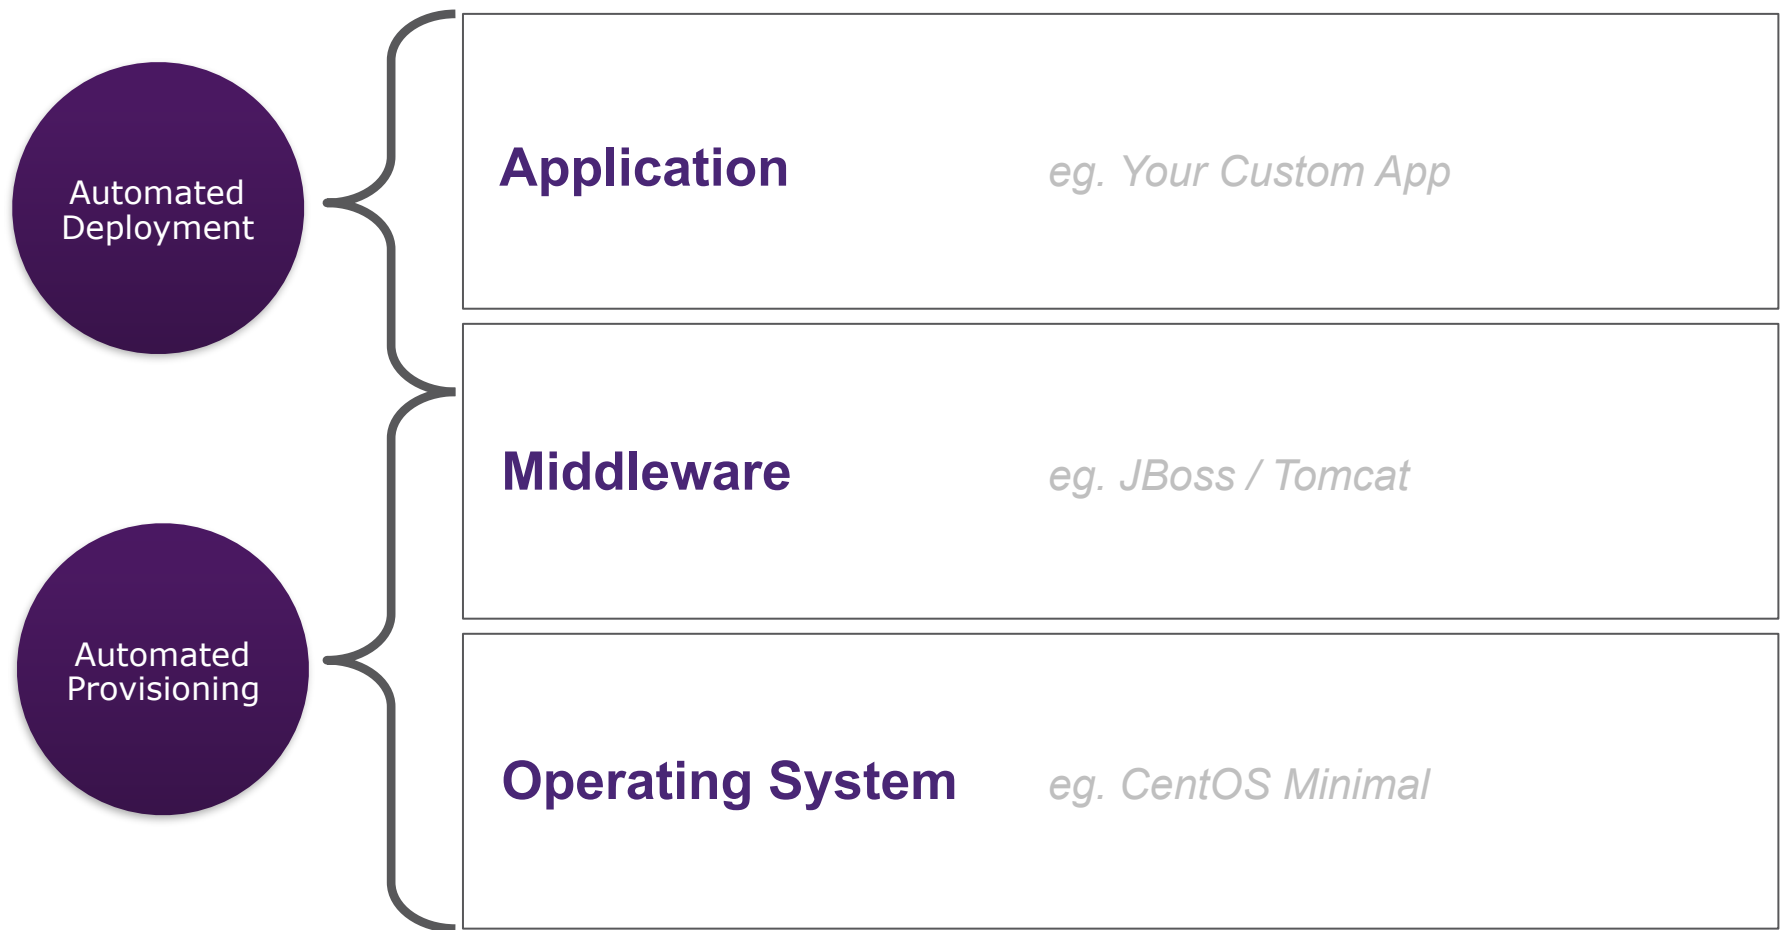 Automated
Deployment
Application
eg. Your Custom App
Middleware
eg. JBoss / Tomcat
Automated
Provisioning
Operating System
eg. CentOS Minimal